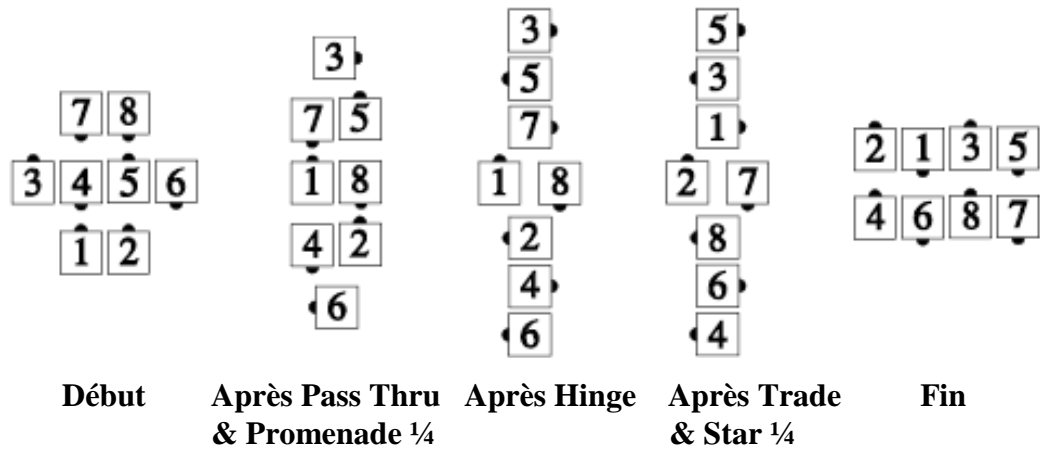 3 5
3
7 8 5 3
7 5 7 1
3 4 5 6 1 8 1 8 2 7 2 1 3 5
1 2 4 2 2 8 4 6 8 7
6 4 6
6 4
Début Après Pass Thru Après Hinge Après Trade Fin
& Promenade ¼ & Star ¼